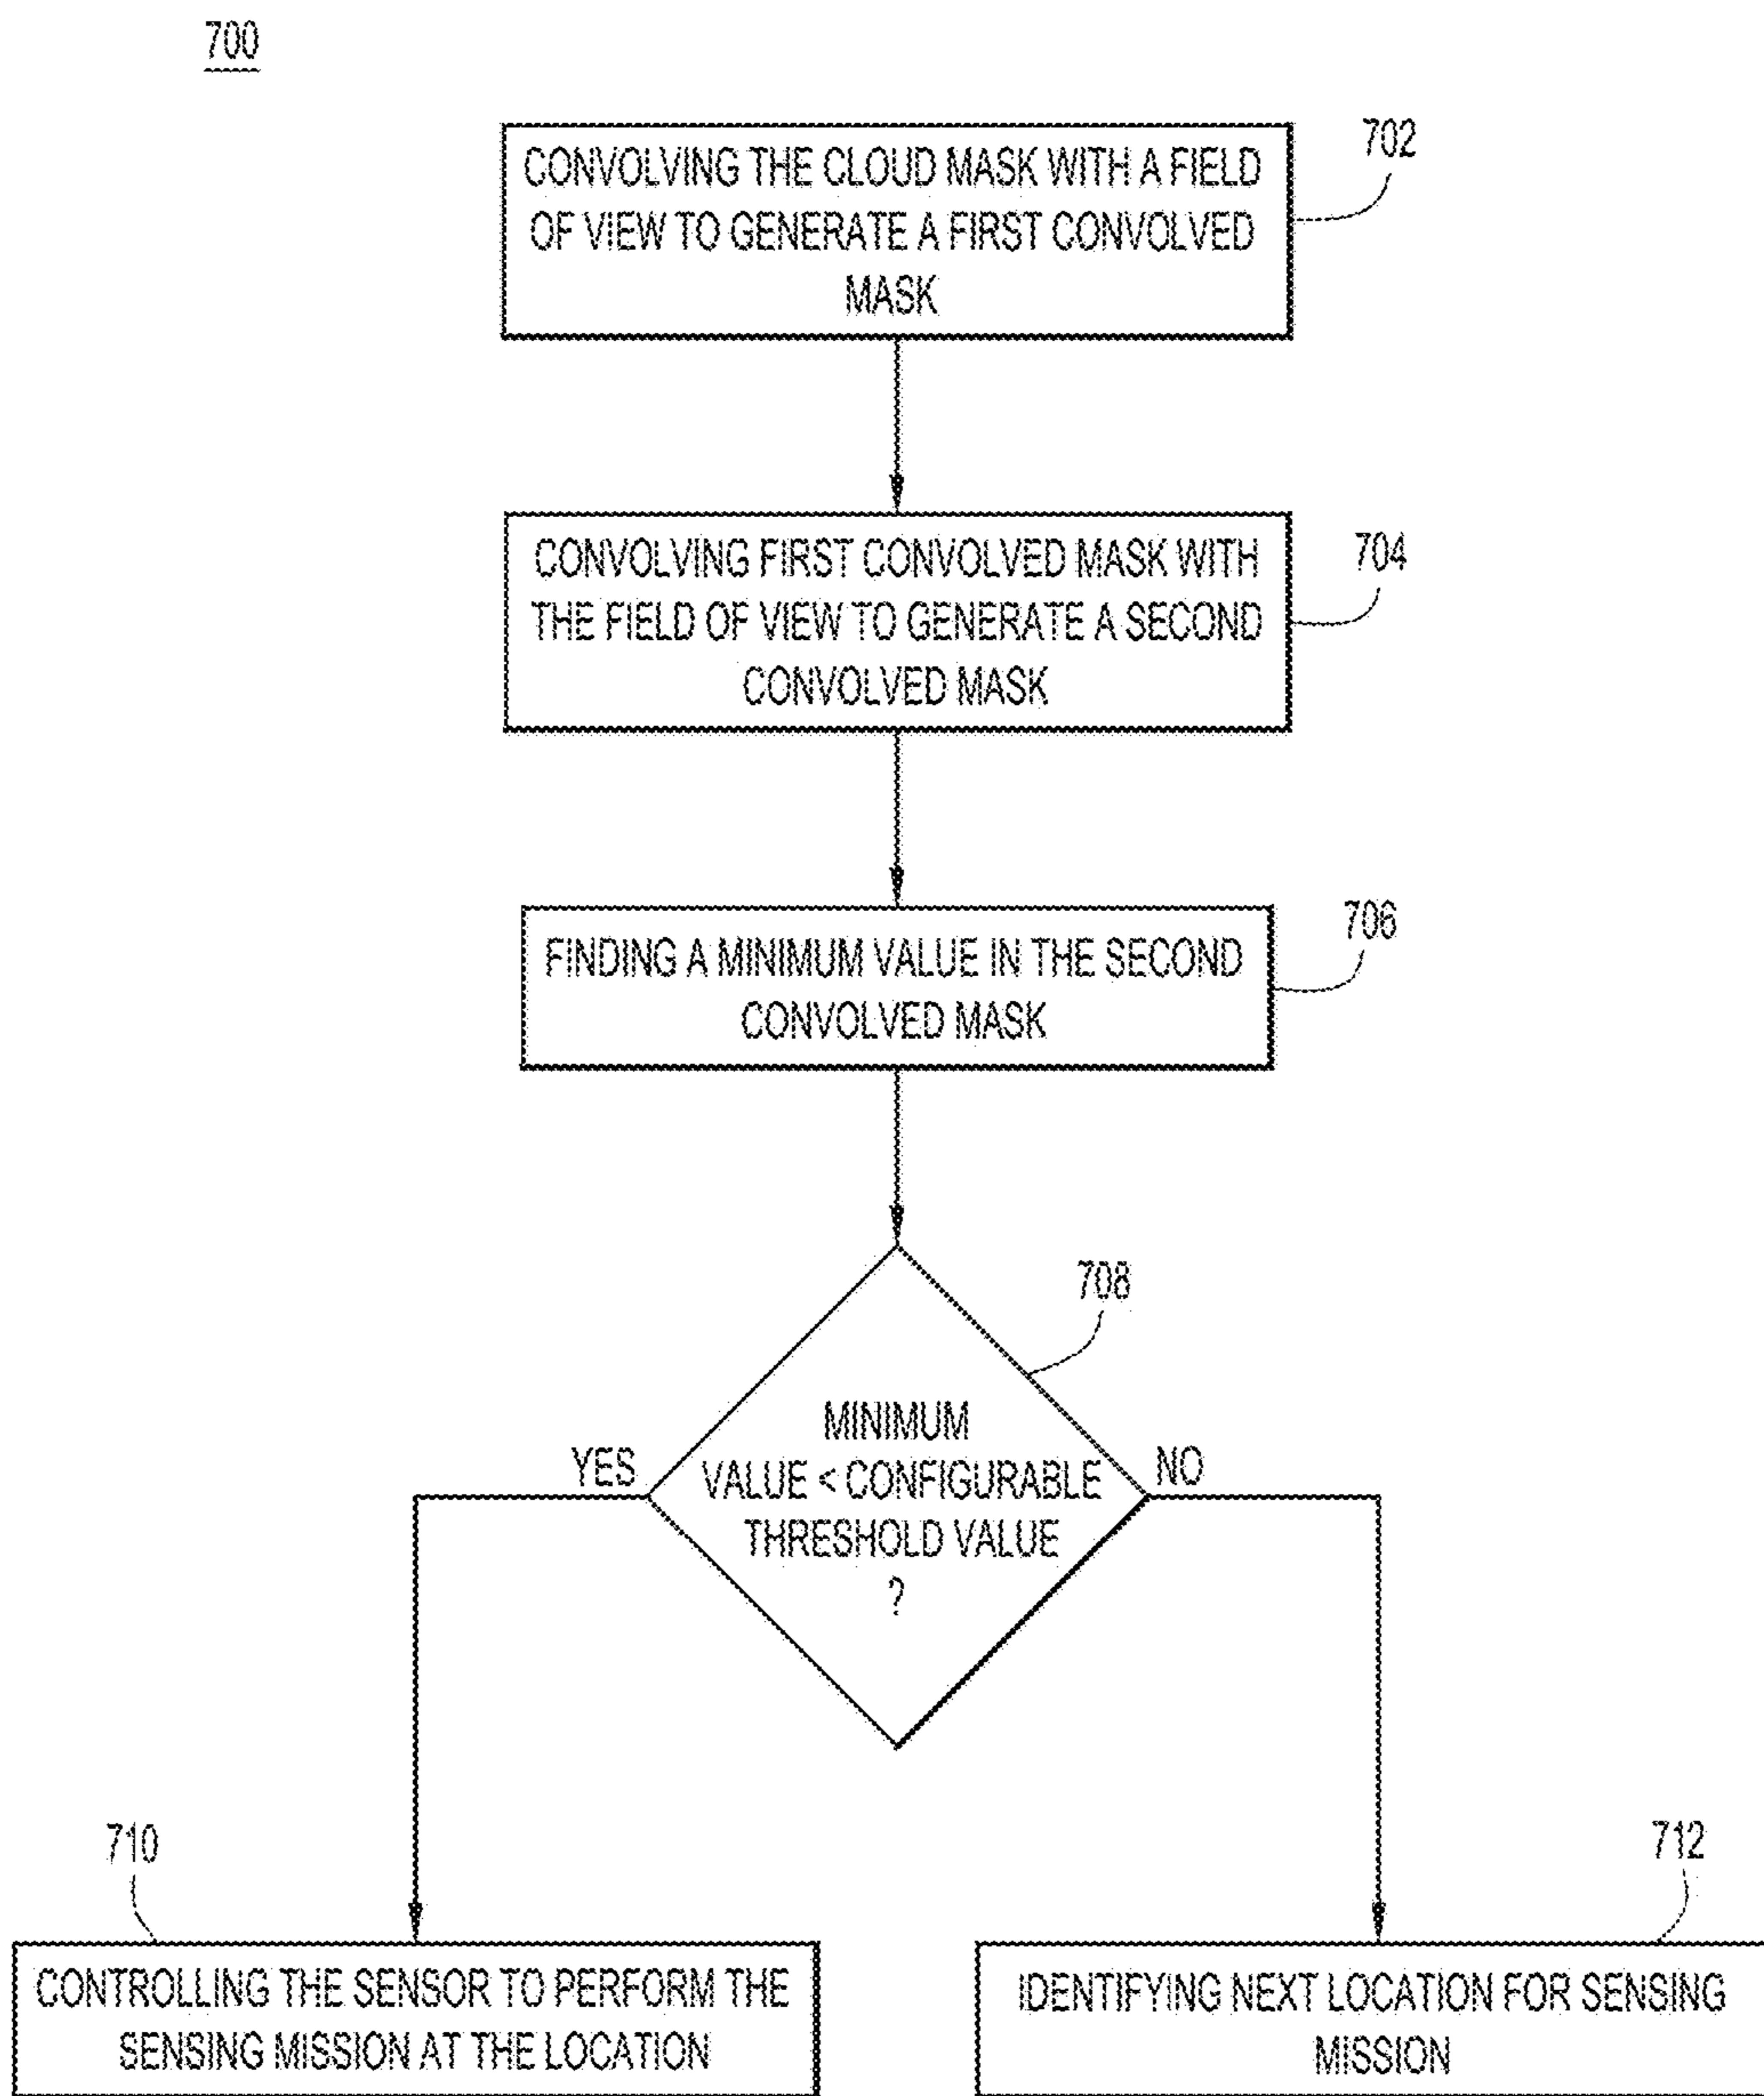 700
CONVOLVING THE CLOUD MASK WITH A FIELD
OF VIEW TO GENERATE A FIRST CONVOLVED
MASK
702
CONVOLVING FIRST CONVOLVED MASK WITH
THE FIELD OF VIEW TO GENERATE A SECOND
CONVOLVED MASK
704
FINDING A MINIMUM VALUE IN THE SECOND
CONVOLVED MASK
706
708
MINIMUM
VALUE < CONFIGURABLE
THRESHOLD VALUE
?
YES
NO
710
CONTROLLING THE SENSOR TO PERFORM THE
SENSING MISSION AT THE LOCATION
712
IDENTIFYING NEXT LOCATION FOR SENSING
MISSION